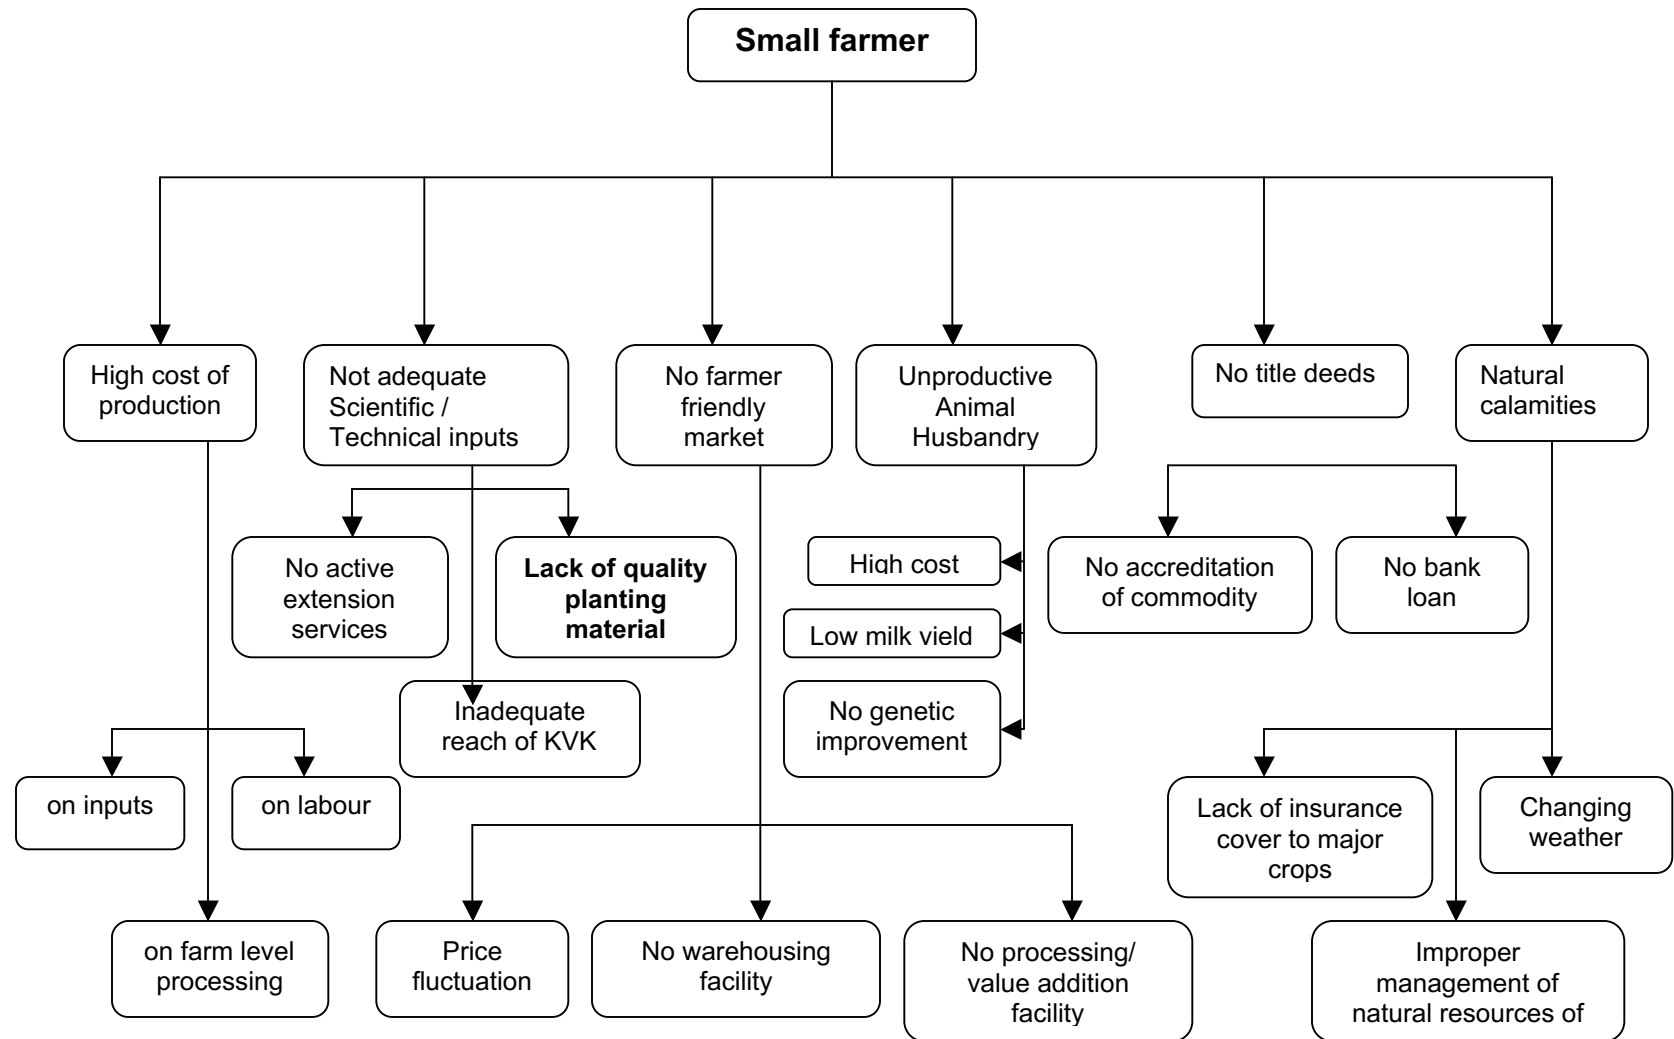 Small farmer
High cost of
production
Not adequate
Scientific /
Technical inputs
No farmer
friendly
market
Unproductive
Animal
Husbandry
No title deeds
Natural
calamities
No active
extension
services
Lack of quality
planting
material
High cost
Low milk yield
No accreditation
of commodity
No bank
loan
Inadequate
reach of KVK
No genetic
improvement
on inputs
on labour
Lack of insurance
cover to major
crops
Changing
weather
on farm level
processing
Price
fluctuation
No warehousing
facility
No processing/
value addition
facility
Improper
management of
natural resources of